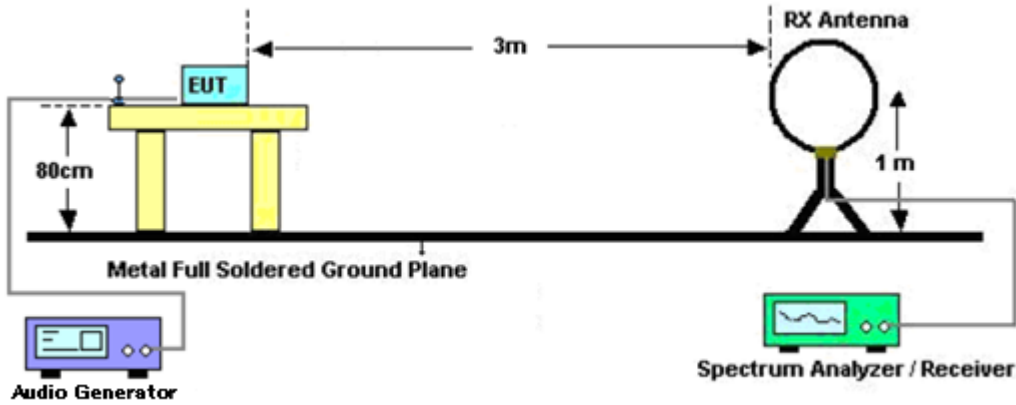 RX Antenna
3m
EUT
80cm
1 m
Metal Full Soldered Ground Plane
Spectrum Analyzer / Receiver
Audio Generator